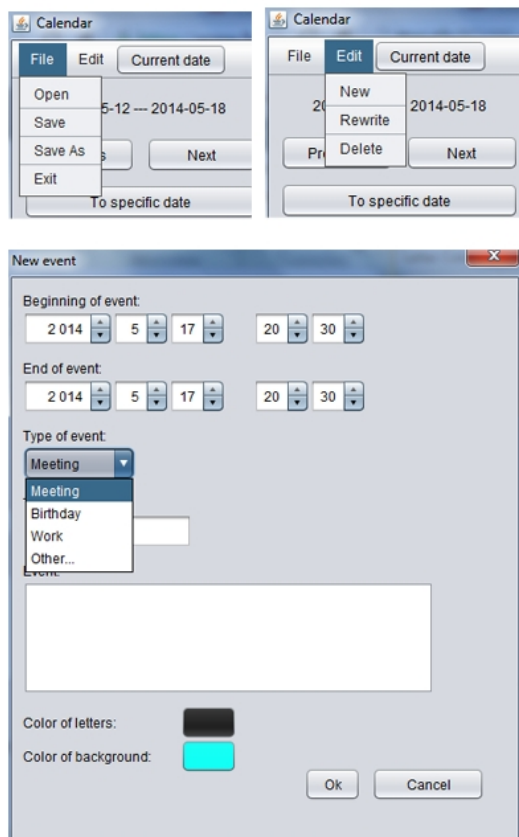 Calendar
File Edit Current date
Open
5-12 --- 2014-05-18
Save
Save As
Next
Exit
To specific date
Calendar
File Edit Current date
New
20 2014-05-18
Rewrite
Delete
Pr Next
To specific date
New event
Beginning of event:
2 014 5 17 20 30
End of event:
2 014 5 17 20 30
Type of event:
Meeting
Meeting
Birthday
Work
Other...
Event:
Color of letters:
Color of background:
Ok Cancel